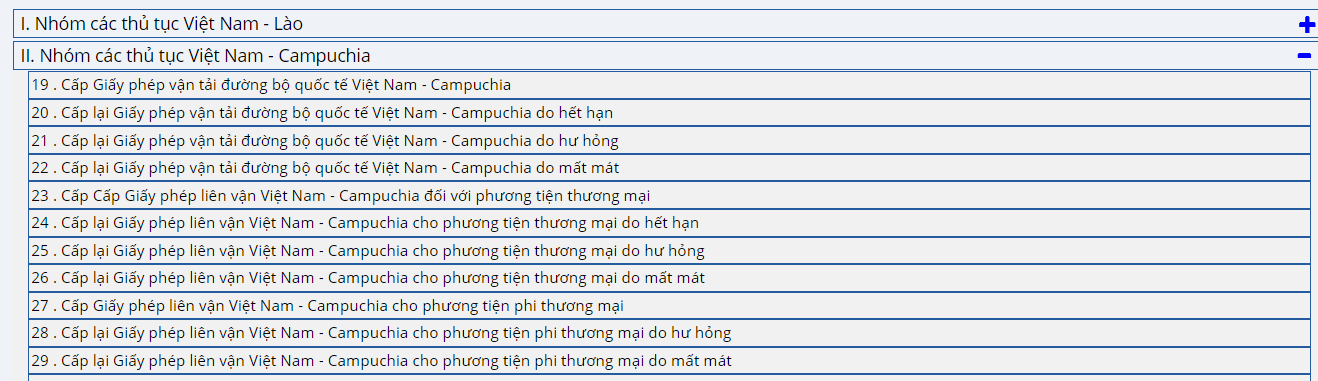 I. Nhóm các thủ tục Việt Nam - Lào
II. Nhóm các thủ tục Việt Nam - Campuchia
19 . Cấp Giấy phép vận tải đường bộ quốc tế Việt Nam - Campuchia
20 . Cấp lại Giấy phép vận tải đường bộ quốc tế Việt Nam - Campuchia do hết hạn
21 . Cấp lại Giấy phép vận tải đường bộ quốc tế Việt Nam - Campuchia do hư hỏng
22 . Cấp lại Giấy phép vận tải đường bộ quốc tế Việt Nam - Campuchia do mất mát
23 . Cấp Cấp Giấy phép liên vận Việt Nam - Campuchia đối với phương tiện thương mại
24 . Cấp lại Giấy phép liên vận Việt Nam - Campuchia cho phương tiện thương mại do hết hạn
25 . Cấp lại Giấy phép liên vận Việt Nam - Campuchia cho phương tiện thương mại do hư hỏng
26 . Cấp lại Giấy phép liên vận Việt Nam - Campuchia cho phương tiện thương mại do mất mát
27 . Cấp Giấy phép liên vận Việt Nam - Campuchia cho phương tiện phi thương mại
28 . Cấp lại Giấy phép liên vận Việt Nam - Campuchia cho phương tiện phi thương mại do hư hỏng
29 . Cấp lại Giấy phép liên vận Việt Nam - Campuchia cho phương tiện phi thương mại do mất mát